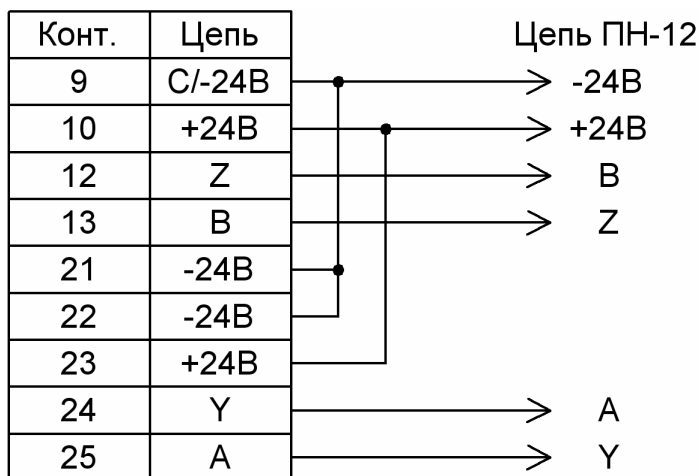 Конт. Цепь Цепь ПН-12
9 С/-24В -24В
10 +24В +24В
12 Z B
13 B Z
21 -24В
22 -24В
23 +24В
24 Y A
25 A Y